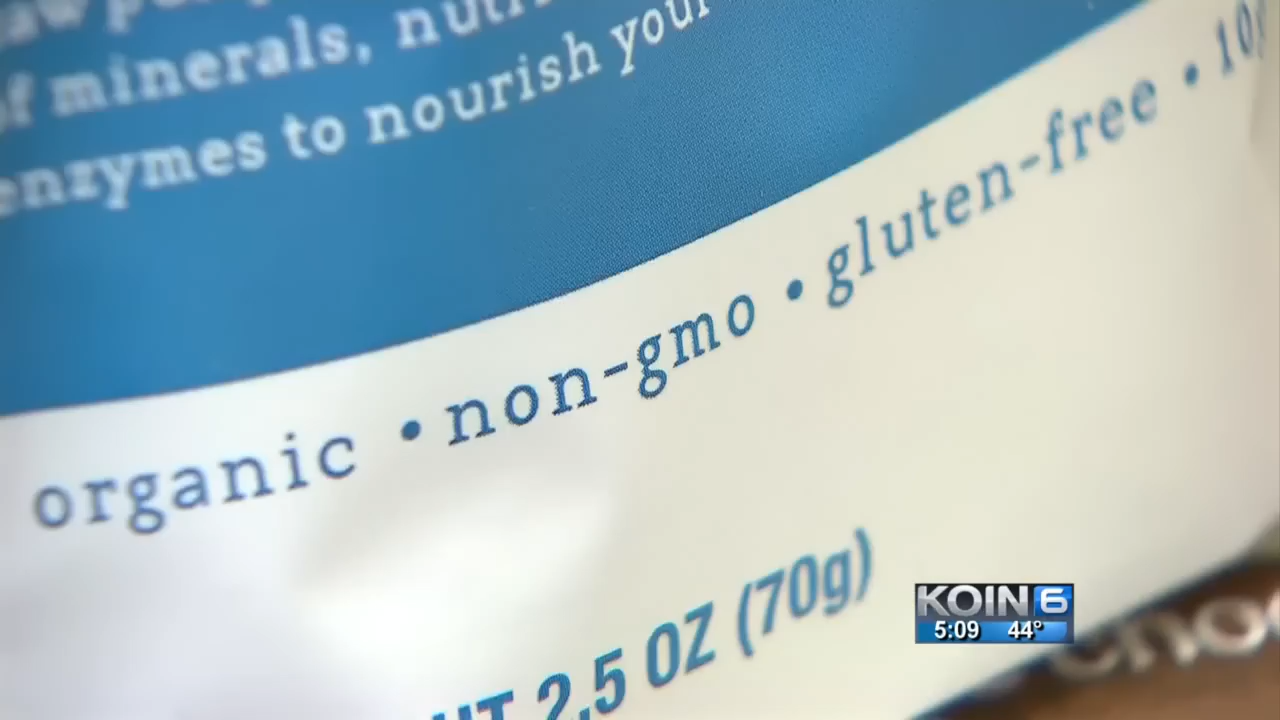 of minerals,
enzymes to nourish your
organic • non-gmo • gluten-free •
2.5 OZ (70g)
KOIN 6
5:09 44°